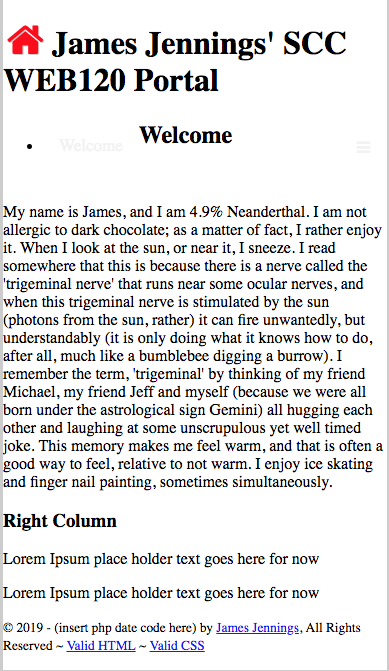 James Jennings' SCC
WEB120 Portal
Welcome
Welcome
My name is James, and I am 4.9% Neanderthal. I am not
allergic to dark chocolate; as a matter of fact, I rather enjoy
it. When I look at the sun, or near it, I sneeze. I read
somewhere that this is because there is a nerve called the
'trigeminal nerve' that runs near some ocular nerves, and
when this trigeminal nerve is stimulated by the sun
(photons from the sun, rather) it can fire unwantedly, but
understandably (it is only doing what it knows how to do,
after all, much like a bumblebee digging a burrow). I
remember the term, 'trigeminal' by thinking of my friend
Michael, my friend Jeff and myself (because we were all
born under the astrological sign Gemini) all hugging each
other and laughing at some unscrupulous yet well timed
joke. This memory makes me feel warm, and that is often a
good way to feel, relative to not warm. I enjoy ice skating
and finger nail painting, sometimes simultaneously.
Right Column
Lorem Ipsum place holder text goes here for now
Lorem Ipsum place holder text goes here for now
© 2019 - (insert php date code here) by James Jennings, All Rights
Reserved ~ Valid HTML ~ Valid CSS